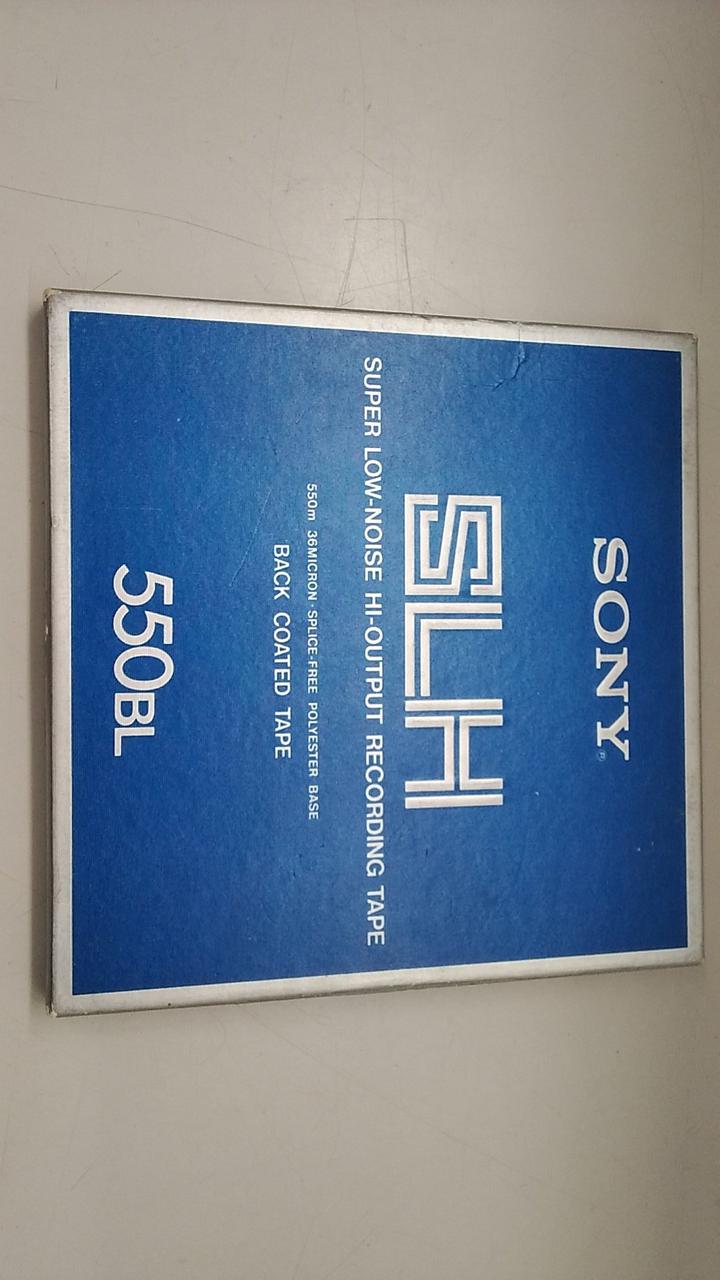 SONY®
SLH
SUPER LOW-NOISE HI-OUTPUT RECORDING TAPE
550m 36MICRON·SPLICE-FREE POLYESTER BASE
BACK COATED TAPE
550BL